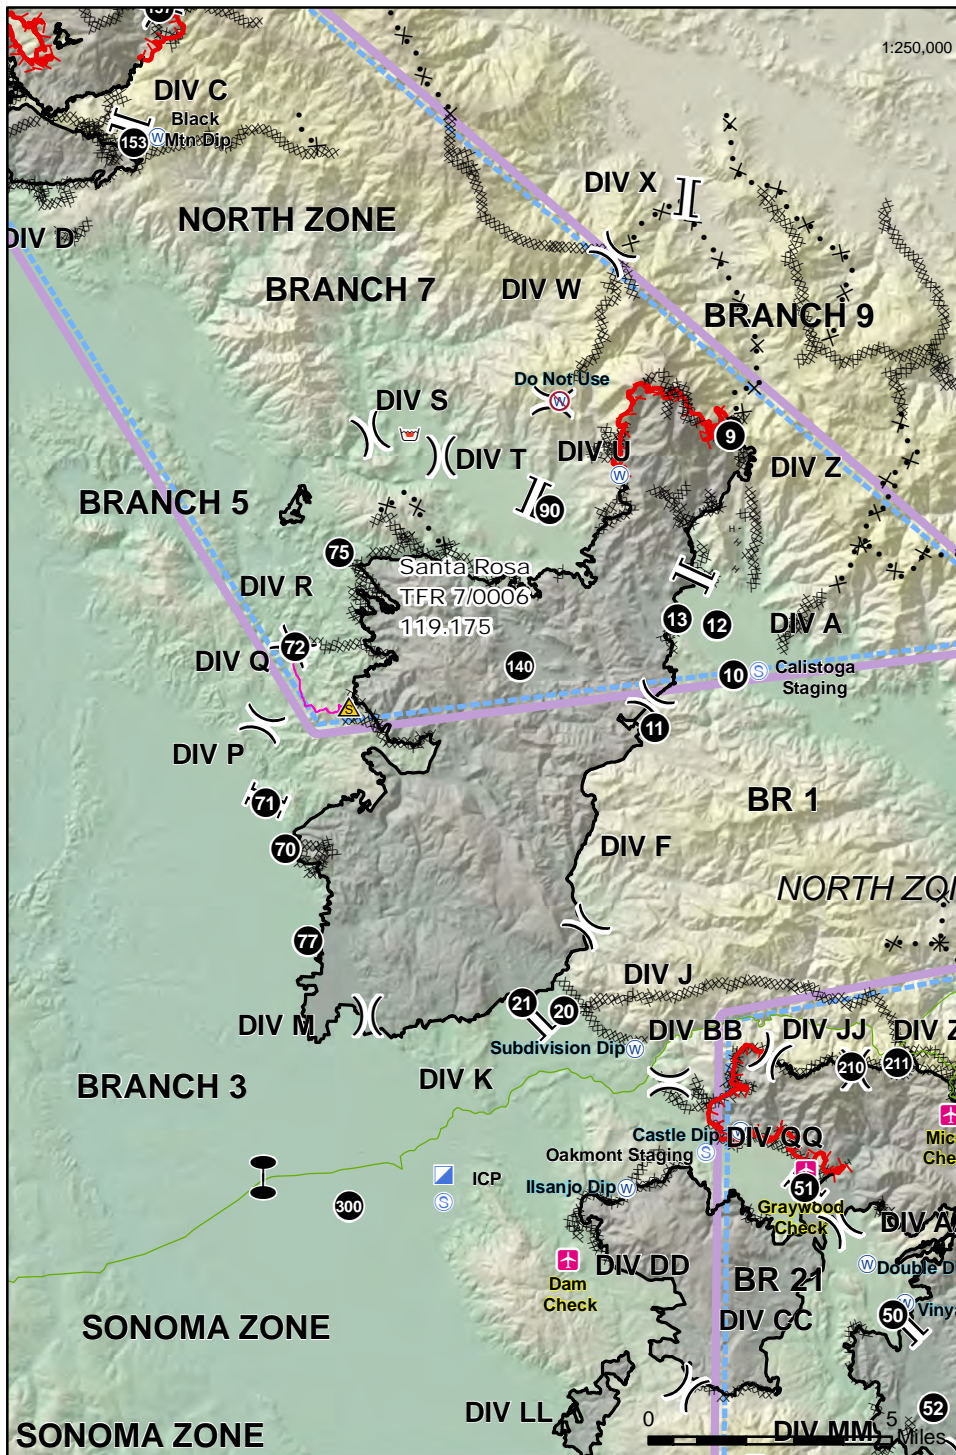 1:250,000
DIV C
Black
Mtn Dip
153
DIV X
NORTH ZONE
DIV D
BRANCH 7
DIV W
BRANCH 9
Do Not Use
DIV S
9
DIV U
DIV T
DIV Z
BRANCH 5
90
75
Santa Rosa
TFR 7/0006
119.175
DIV R
13
12
DIV A
72
DIV Q
140
10
Calistoga
Staging
S
11
DIV P
71
BR 1
70
DIV F
NORTH ZO
77
DIV J
21
20
DIV M
DIV BB
DIV JJ
DIV Z
Subdivision Dip
210
211
DIV K
BRANCH 3
Castle Dip
DIV QQ
Oakmont Staging
ICP
Ilsanjo Dip
51
300
Graywood
Check
DIV A
DIV DD
Double D
Dam
Check
BR 21
DIV CC
Viny
50
SONOMA ZONE
DIV LL
52
SONOMA ZONE
DIV MM
0
5
Miles